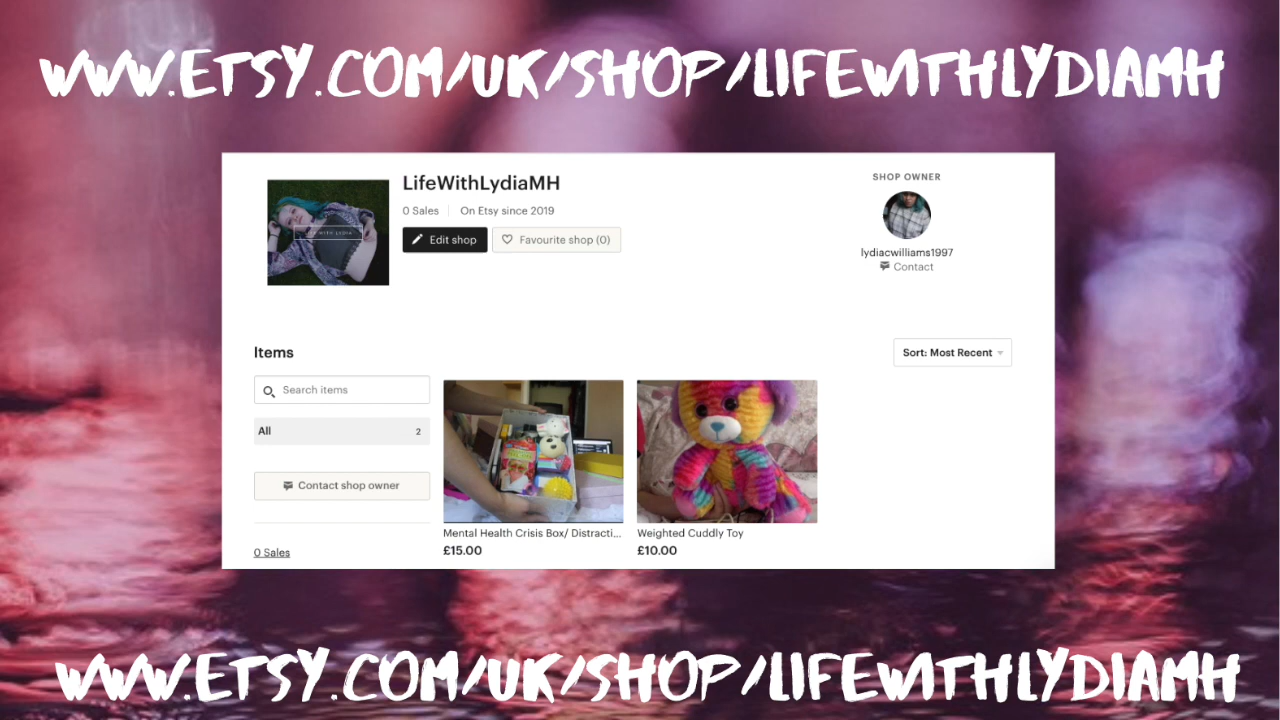 WWW.ETSY.COM/UK/SHOP/LIFEWITHLYDIAMH
LifeWithLydiaMH
0 Sales On Etsy since 2019
Edit shop Favourite shop (0)
SHOP OWNER
lydiacwilliams1997
Contact
Items
Sort: Most Recent
Search items
All 2
Contact shop owner
0 Sales
Mental Health Crisis Box/ Distracti...
£15.00
Weighted Cuddly Toy
£10.00
WWW.ETSY.COM/UK/SHOP/LIFEWITHLYDIAMH